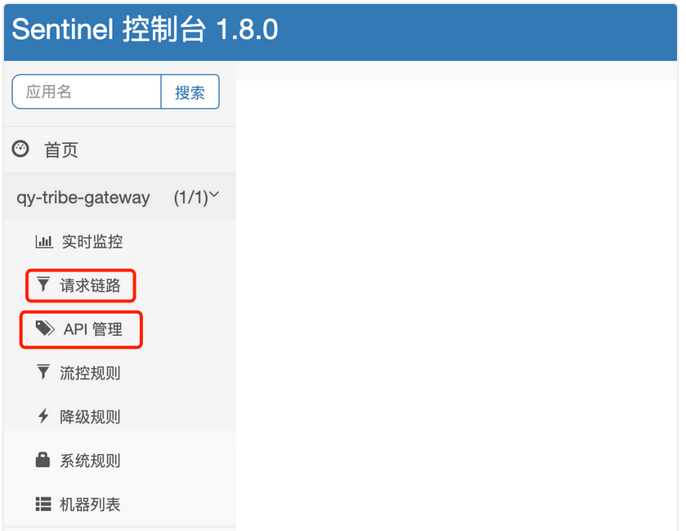 Sentinel 控制台 1.8.0
应用名 搜索
首页
qy-tribe-gateway (1/1)
实时监控
请求链路
API 管理
流控规则
降级规则
系统规则
机器列表